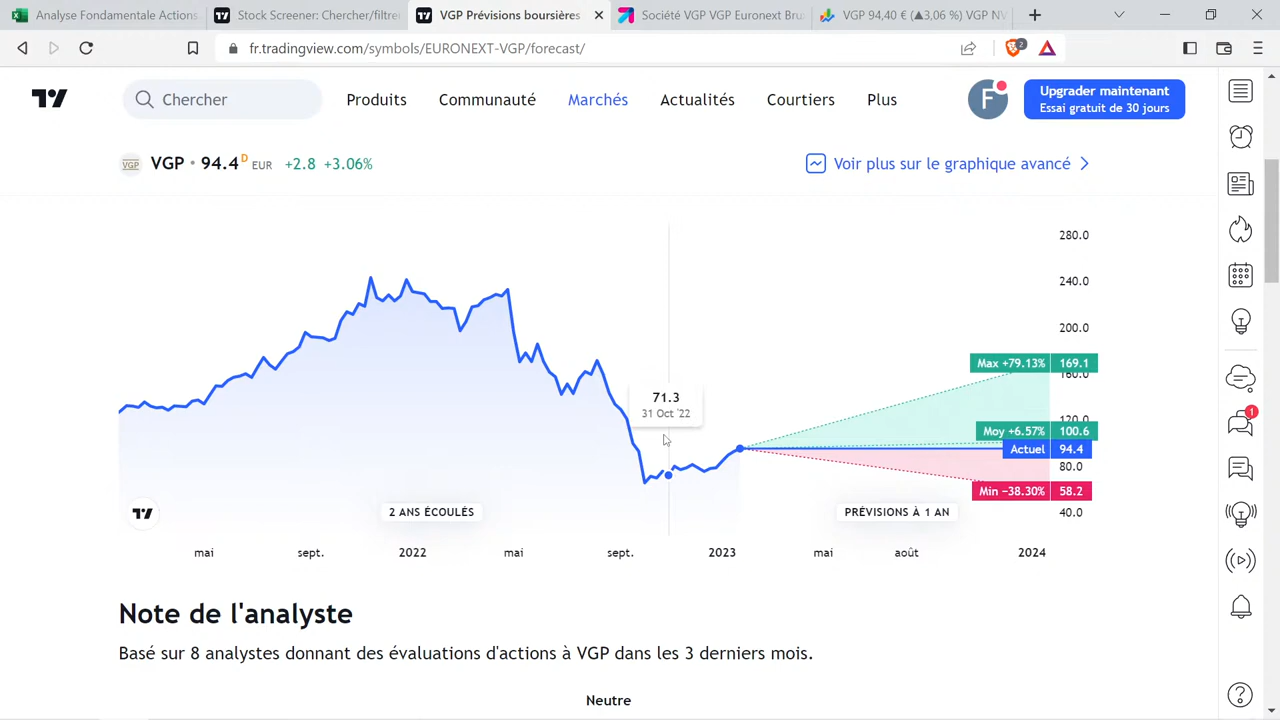 Analyse Fondamentale Actions
Stock Screener: Chercher/filtrer
VGP Prévisions boursières
Société VGP VGP Euronext Bru
VGP 94,40 € (▲3,06 %) VGP NV
fr.tradingview.com/symbols/EURONEXT-VGP/forecast/
2
Chercher
Produits
Communauté
Marchés
Actualités
Courtiers
Plus
F
Upgrader maintenant
Essai gratuit de 30 jours
VGP
VGP • 94.4 D EUR +2.8 +3.06%
Voir plus sur le graphique avancé
280.0
240.0
200.0
Max +79.13% 169.1
160.0
71.3
31 Oct '22
120.0
Moy +6.57% 100.6
Actuel 94.4
80.0
Min −38.30% 58.2
40.0
1
2 ANS ÉCOULÉS
PRÉVISIONS À 1 AN
mai sept. 2022 mai sept. 2023 mai août 2024
Note de l'analyste
Basé sur 8 analystes donnant des évaluations d'actions à VGP dans les 3 derniers mois.
Neutre